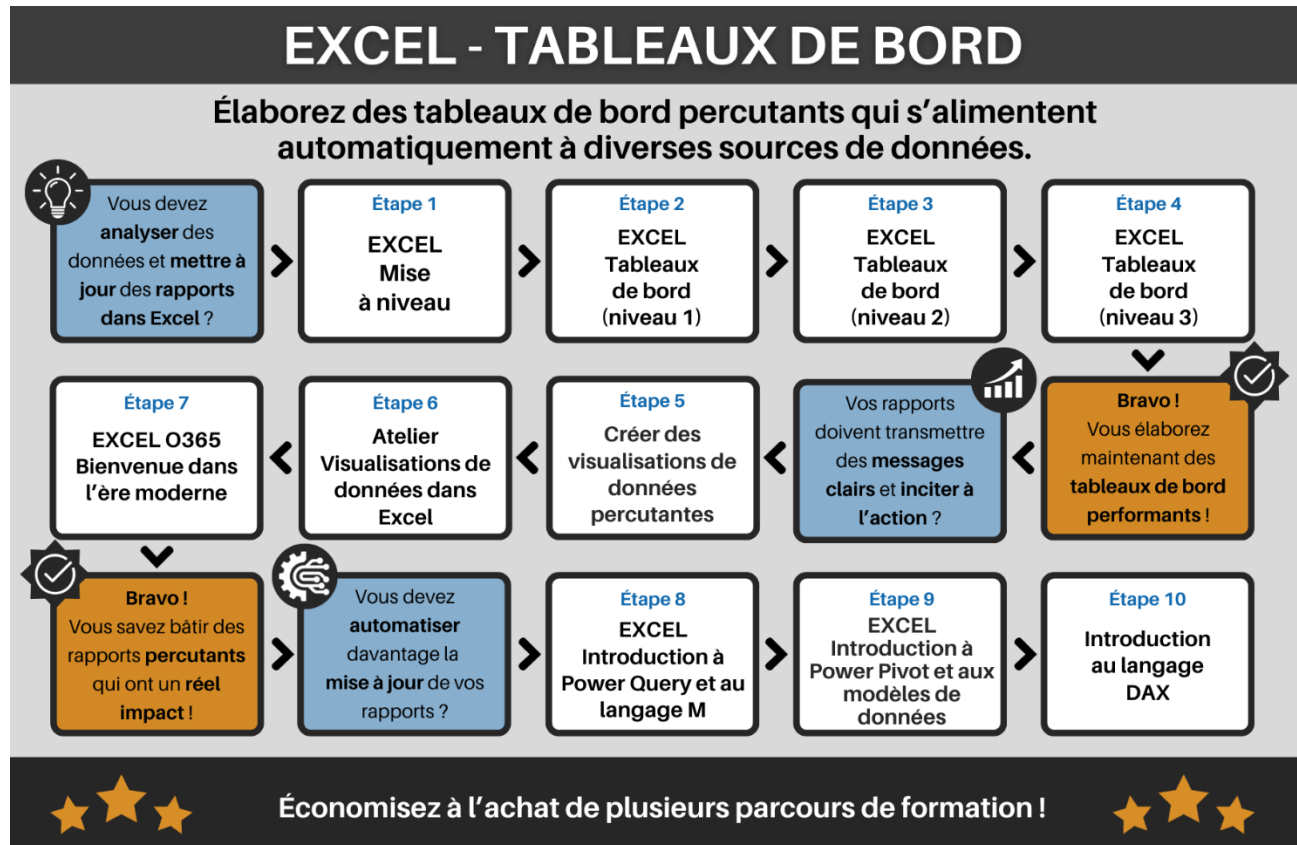 EXCEL - TABLEAUX DE BORD
Élaborez des tableaux de bord percutants qui s’alimentent
automatiquement à diverses sources de données.
Vous devez
analyser des
données et mettre à
jour des rapports
dans Excel ?
Étape 1
EXCEL
Mise
à niveau
Étape 2
EXCEL
Tableaux
de bord
(niveau 1)
Étape 3
EXCEL
Tableaux
de bord
(niveau 2)
Étape 4
EXCEL
Tableaux
de bord
(niveau 3)
Bravo !
Vous élaborez
maintenant des
tableaux de bord
performants !
Vos rapports
doivent transmettre
des messages
clairs et inciter à
l’action ?
Étape 5
Créer des
visualisations de
données
percutantes
Étape 6
Atelier
Visualisations de
données dans
Excel
Étape 7
EXCEL O365
Bienvenue dans
l’ère moderne
Bravo !
Vous savez bâtir des
rapports percutants
qui ont un réel
impact !
Vous devez
automatiser
davantage la
mise à jour de vos
rapports ?
Étape 8
EXCEL
Introduction à
Power Query et au
langage M
Étape 9
EXCEL
Introduction à
Power Pivot et aux
modèles de
données
Étape 10
Introduction
au langage
DAX
Économisez à l’achat de plusieurs parcours de formation !